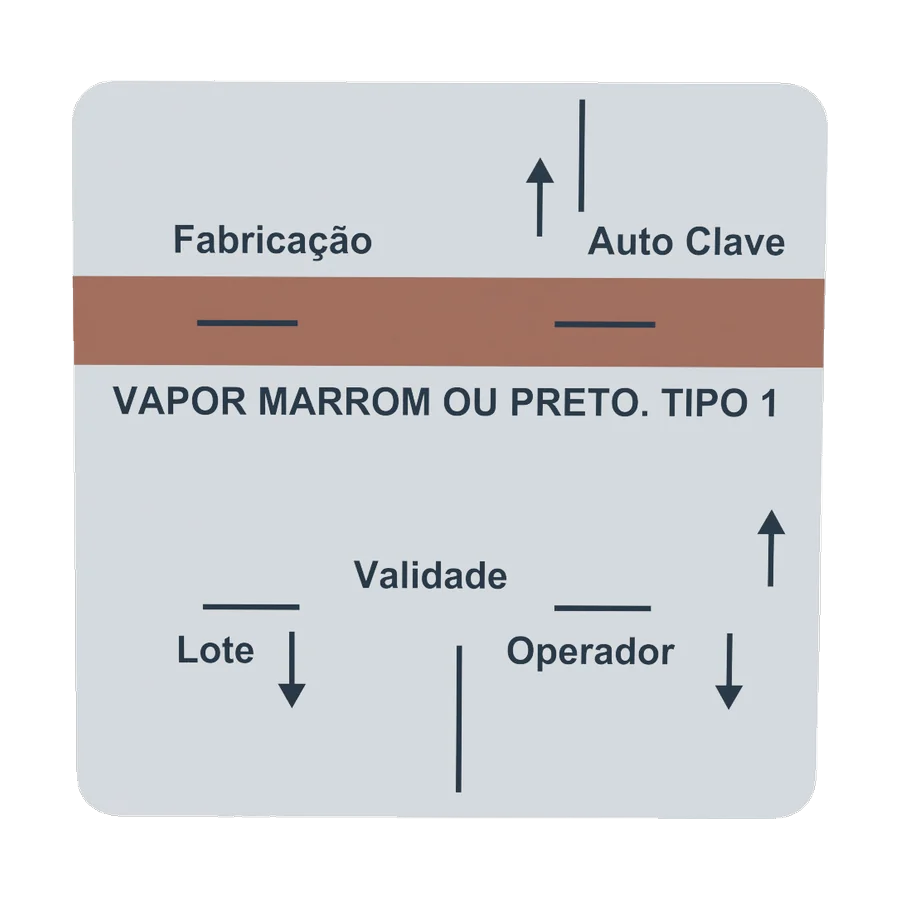 Fabricação
Auto Clave
VAPOR MARROM OU PRETO. TIPO 1
Validade
Lote
Operador